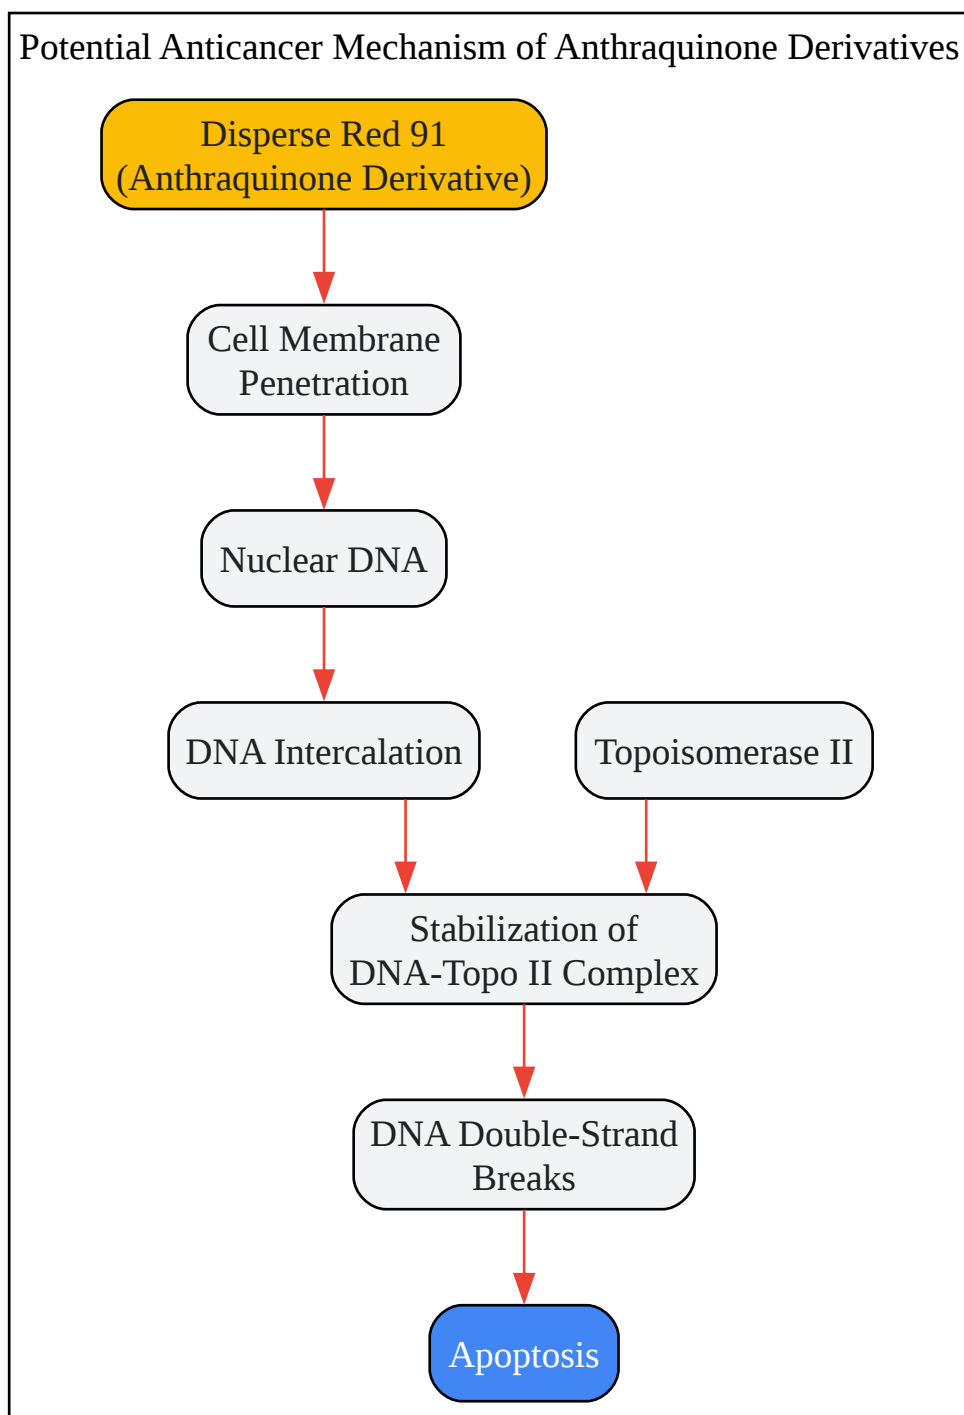 Potential Anticancer Mechanism of Anthraquinone Derivatives
Disperse Red 91
(Anthraquinone Derivative)
Cell Membrane
Penetration
Nuclear DNA
DNA Intercalation
Topoisomerase II
Stabilization of
DNA-Topo II Complex
DNA Double-Strand
Breaks
Apoptosis